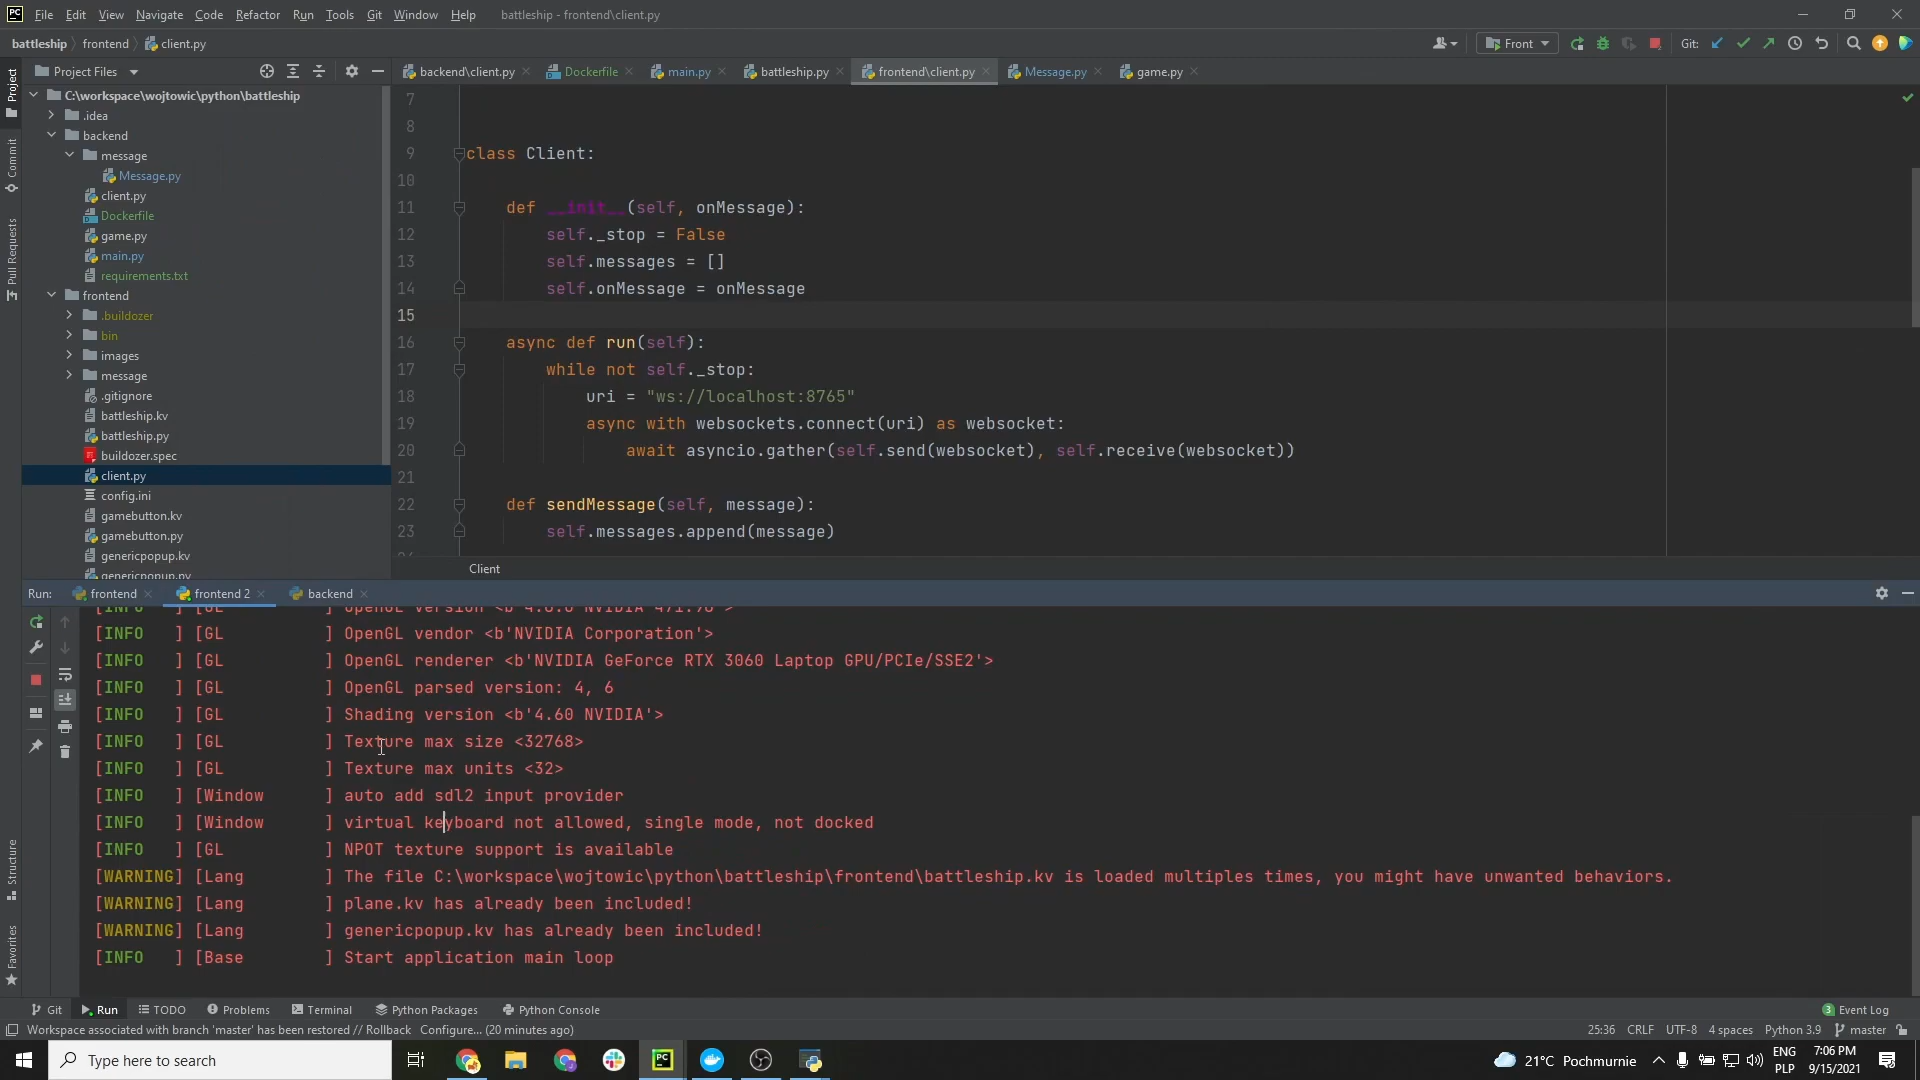 PC File Edit View Navigate Code Refactor Run Tools Git Window Help battleship - frontend\client.py
battleship frontend client.py Front Git:
Project Files
backend\client.py Dockerfile main.py battleship.py frontend\client.py Message.py game.py
Project
Commit
Pull Requests
Structure
Favorites
C:\workspace\wojtowic\python\battleship
.idea
backend
message
Message.py
client.py
Dockerfile
game.py
main.py
requirements.txt
frontend
.buildozer
bin
images
message
.gitignore
battleship.kv
battleship.py
buildozer.spec
client.py
config.ini
gamebutton.kv
gamebutton.py
genericpopup.kv
genericpopup.py
7
8
9 class Client:
10
11 def __init__(self, onMessage):
12 self._stop = False
13 self.messages = []
14 self.onMessage = onMessage
15
16 async def run(self):
17 while not self._stop:
18 uri = "ws://localhost:8765"
19 async with websockets.connect(uri) as websocket:
20 await asyncio.gather(self.send(websocket), self.receive(websocket))
21
22 def sendMessage(self, message):
23 self.messages.append(message)
Client
Run: frontend frontend 2 backend
[INFO ] [GL ] OpenGL version <b'4.6.0 NVIDIA 471.96'>
[INFO ] [GL ] OpenGL vendor <b'NVIDIA Corporation'>
[INFO ] [GL ] OpenGL renderer <b'NVIDIA GeForce RTX 3060 Laptop GPU/PCIe/SSE2'>
[INFO ] [GL ] OpenGL parsed version: 4, 6
[INFO ] [GL ] Shading version <b'4.60 NVIDIA'>
[INFO ] [GL ] Texture max size <32768>
[INFO ] [GL ] Texture max units <32>
[INFO ] [Window ] auto add sdl2 input provider
[INFO ] [Window ] virtual keyboard not allowed, single mode, not docked
[INFO ] [GL ] NPOT texture support is available
[WARNING] [Lang ] The file C:\workspace\wojtowic\python\battleship\frontend\battleship.kv is loaded multiples times, you might have unwanted behaviors.
[WARNING] [Lang ] plane.kv has already been included!
[WARNING] [Lang ] genericpopup.kv has already been included!
[INFO ] [Base ] Start application main loop
Git Run TODO Problems Terminal Python Packages Python Console 3 Event Log
Workspace associated with branch 'master' has been restored // Rollback Configure... (20 minutes ago) 25:36 CRLF UTF-8 4 spaces Python 3.9 master
Type here to search PC 21°C Pochmurnie ENG 7:06 PM
PLP 9/15/2021